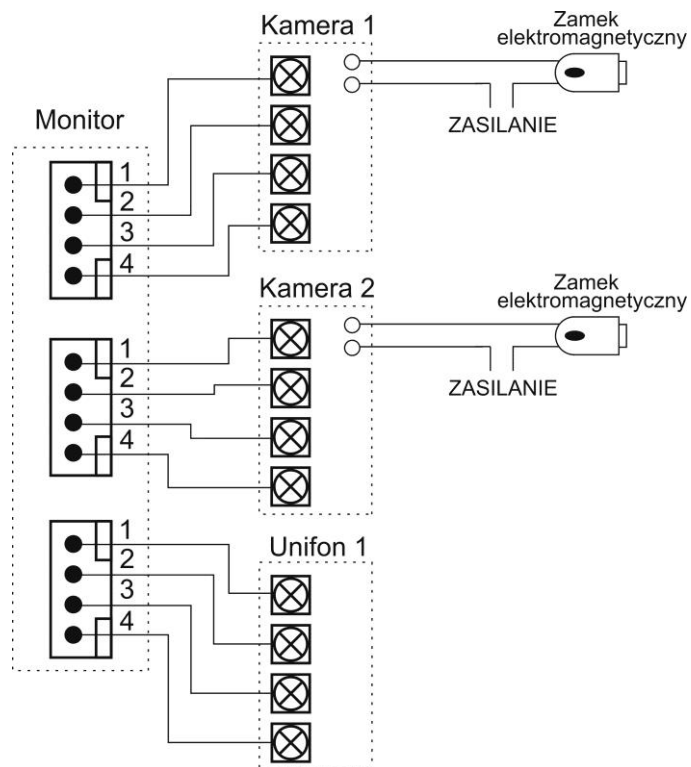 Kamera 1
Zamek
elektromagnetyczny
ZASILANIE
Monitor
1
2
3
4
Kamera 2
Zamek
elektromagnetyczny
ZASILANIE
1
2
3
4
Unifon 1
1
2
3
4